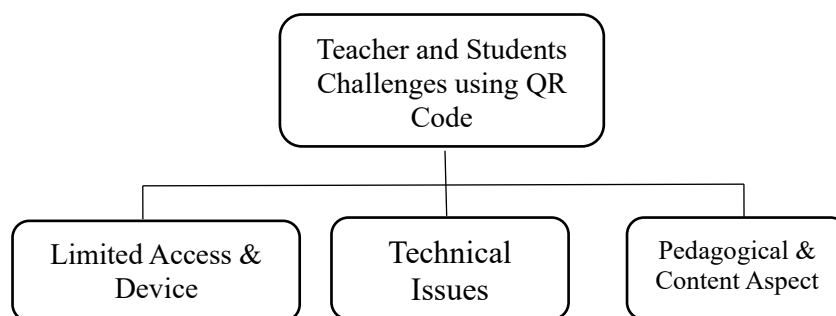 Teacher and Students
Challenges using QR
Code
Limited Access &
Device
Technical
Issues
Pedagogical &
Content Aspect